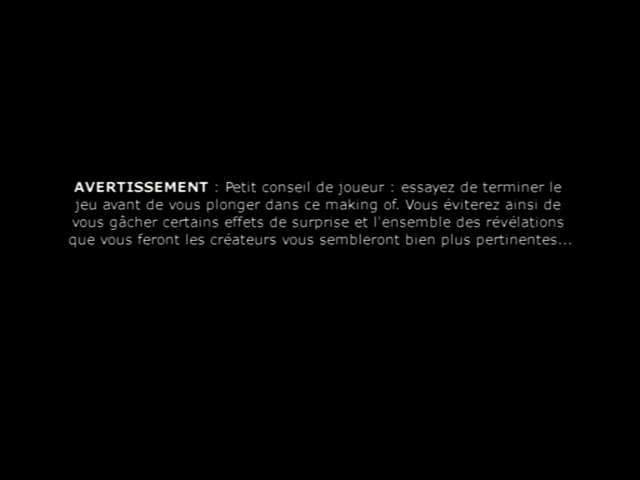 AVERTISSEMENT : Petit conseil de joueur : essayez de terminer le
jeu avant de vous plonger dans ce making of. Vous éviterez ainsi de
vous gâcher certains effets de surprise et l'ensemble des révélations
que vous feront les créateurs vous sembleront bien plus pertinentes...